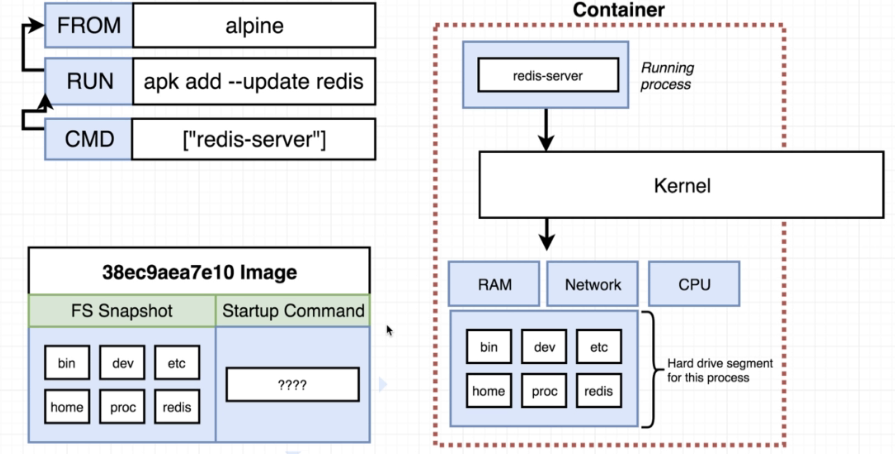 FROM alpine
RUN apk add --update redis
CMD ["redis-server"]
38ec9aea7e10 Image
FS Snapshot Startup Command
bin dev etc
home proc redis
????
Container
redis-server
Running
process
Kernel
RAM Network CPU
bin dev etc
home proc redis
Hard drive segment
for this process